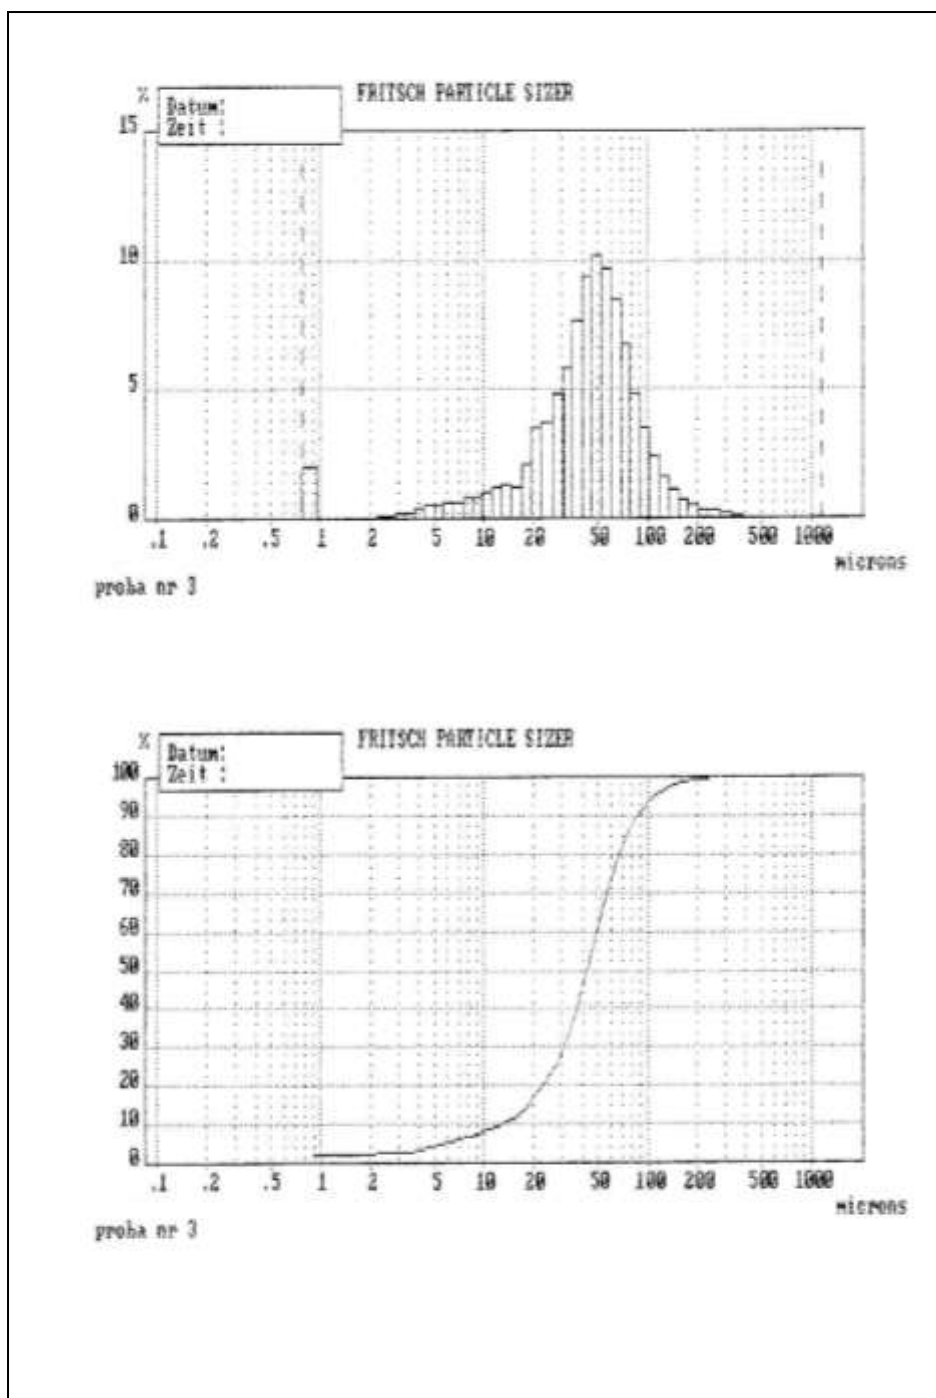 FRITSCH PARTICLE SIZER
%
Datum:
Zeit :
15
10
5
0
.1 .2 .5 1 2 5 10 20 50 100 200 500 1000
microns
proba nr 3
FRITSCH PARTICLE SIZER
%
Datum:
Zeit :
100
90
80
70
60
50
40
30
20
10
0
.1 .2 .5 1 2 5 10 20 50 100 200 500 1000
microns
proba nr 3